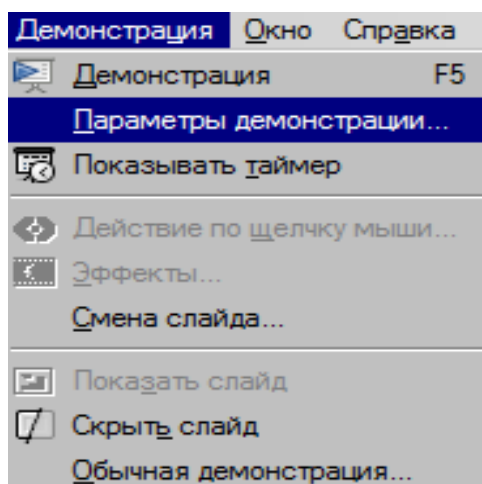 Демонстрация Окно Справка
Демонстрация F5
Параметры демонстрации...
Показывать таймер
Действие по щелчку мыши...
Эффекты...
Смена слайда...
Показать слайд
Скрыть слайд
Обычная демонстрация...